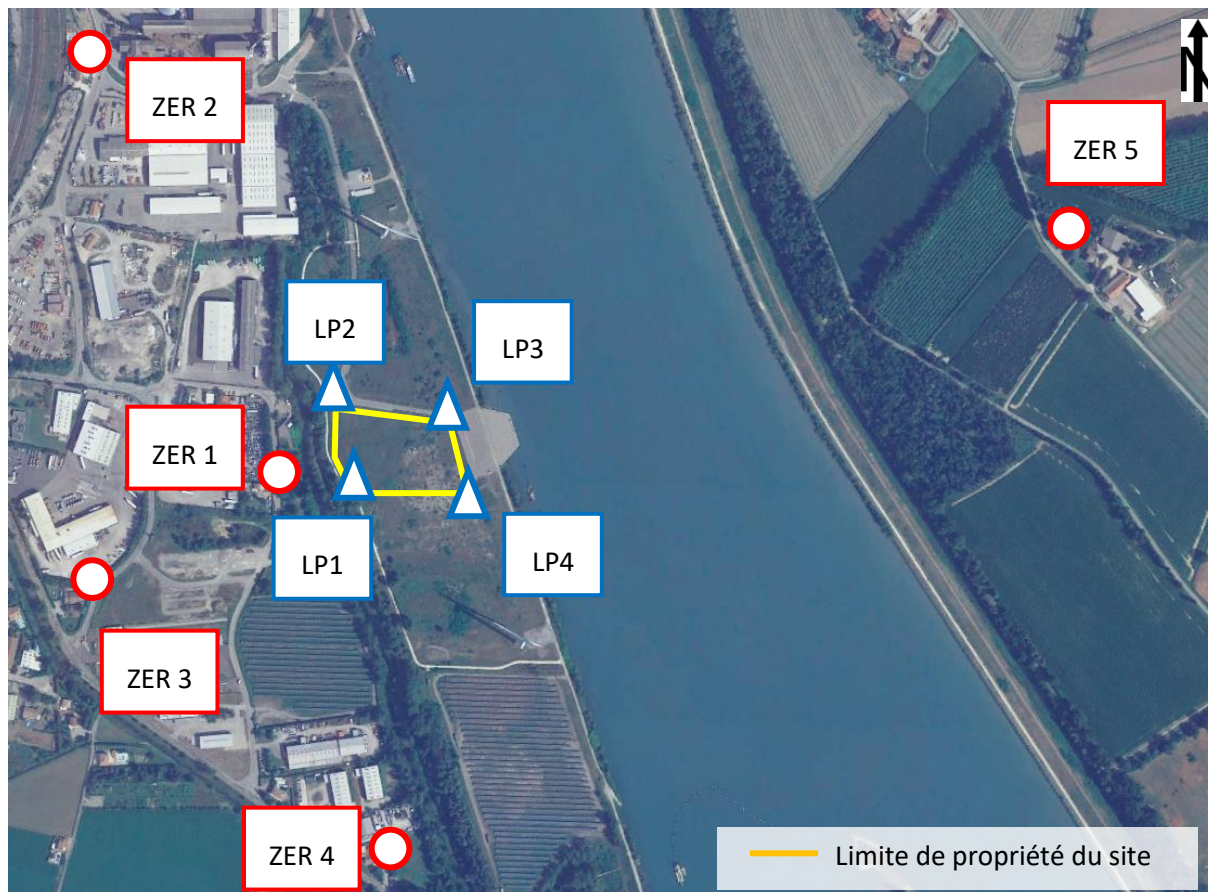 ZER 2
ZER 5
N
LP2
LP3
ZER 1
LP1
LP4
ZER 3
ZER 4
Limite de propriété du site